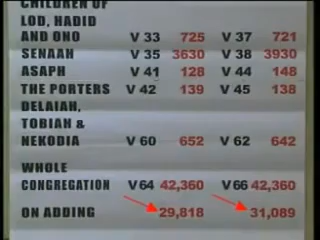 CHILDREN OF
LOD, HADID
AND ONO V 33 725 V 37 721
SENAAH V 35 3630 V 38 3930
ASAPH V 41 128 V 44 148
THE PORTERS V 42 139 V 45 138
DELAIAH,
TOBIAH &
NEKODIA V 60 652 V 62 642
WHOLE
CONGREGATION V64 42,360 V66 42,360
ON ADDING 29,818 31,089